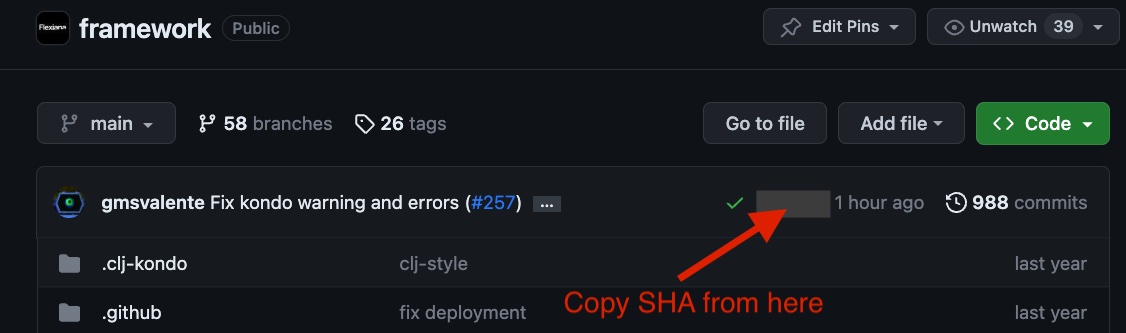 Flexiana framework Public Edit Pins Unwatch 39
main 58 branches 26 tags Go to file Add file <> Code
gmsvalente Fix kondo warning and errors (#257) ... 1 hour ago 988 commits
.clj-kondo clj-style last year
Copy SHA from here
.github fix deployment last year